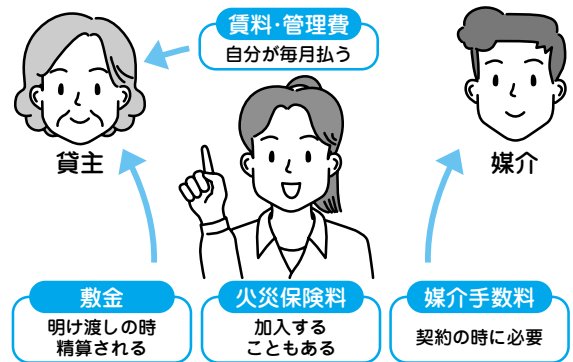 賃料・管理費
自分が毎月払う
貸主
媒介
敷金
明け渡しの時
精算される
火災保険料
加入する
こともある
媒介手数料
契約の時に必要